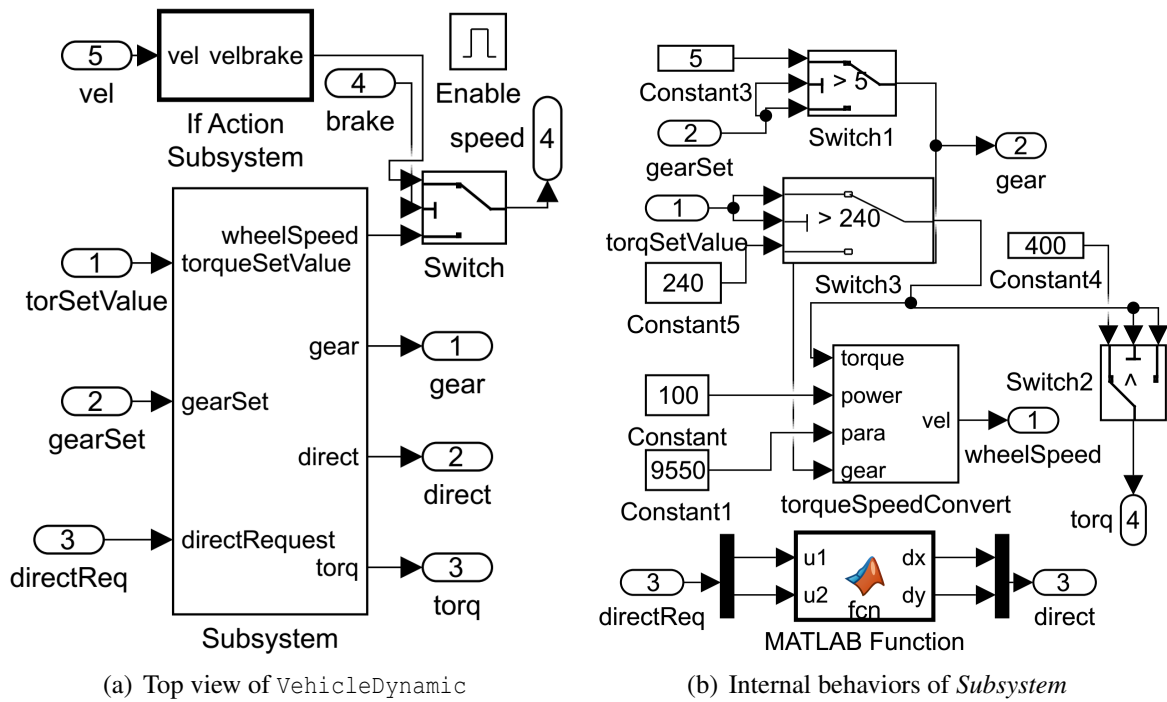 5
vel
vel velbrake
If Action
Subsystem
4
brake
Enable
speed
4
Switch
wheelSpeed
1
torSetValue
torqueSetValue
gear
1
gear
2
gearSet
gearSet
direct
2
direct
3
directReq
directRequest
torq
3
torq
Subsystem
(a) Top view of VehicleDynamic
5
Constant3
> 5
Switch1
2
gearSet
2
gear
1
torqSetValue
> 240
Switch3
240
Constant5
400
Constant4
Switch2
>
torque
100
Constant
power
vel
1
wheelSpeed
9550
Constant1
para
gear
torqueSpeedConvert
torq
4
3
directReq
u1
dx
u2
dy
fcn
3
direct
MATLAB Function
(b) Internal behaviors of Subsystem